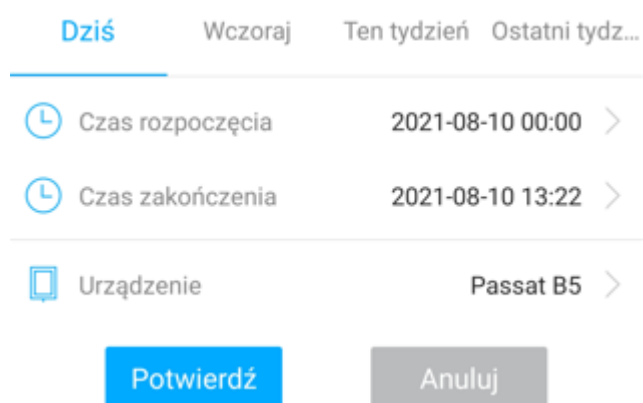 Dziś Wczoraj Ten tydzień Ostatni tydz...
Czas rozpoczęcia 2021-08-10 00:00
Czas zakończenia 2021-08-10 13:22
Urządzenie Passat B5
Potwierdź Anuluj